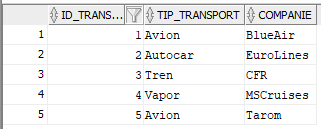 ID_TRANS... TIP_TRANSPORT COMPANIE
1 1 Avion BlueAir
2 2 Autocar EuroLines
3 3 Tren CFR
4 4 Vapor MSCruises
5 5 Avion Tarom